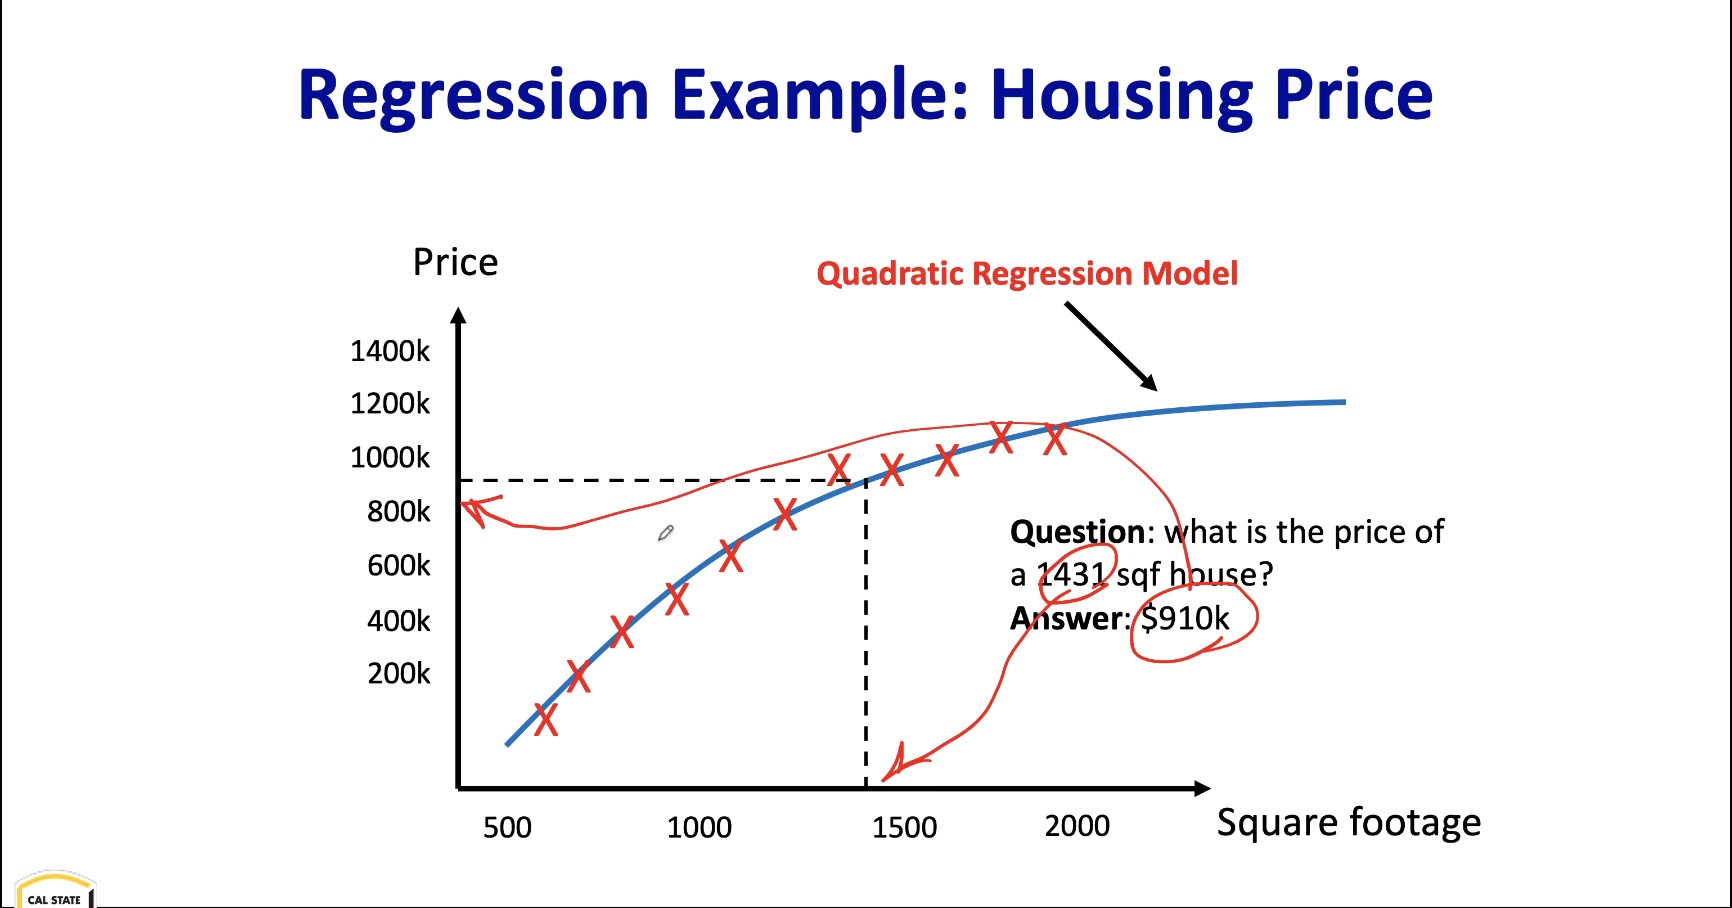 Regression Example: Housing Price
Price
Quadratic Regression Model
1400k
1200k
1000k
800k
600k
400k
200k
Question: what is the price of
a 1431 sqf house?
Answer: $910k
500 1000 1500 2000 Square footage
CAL STATE